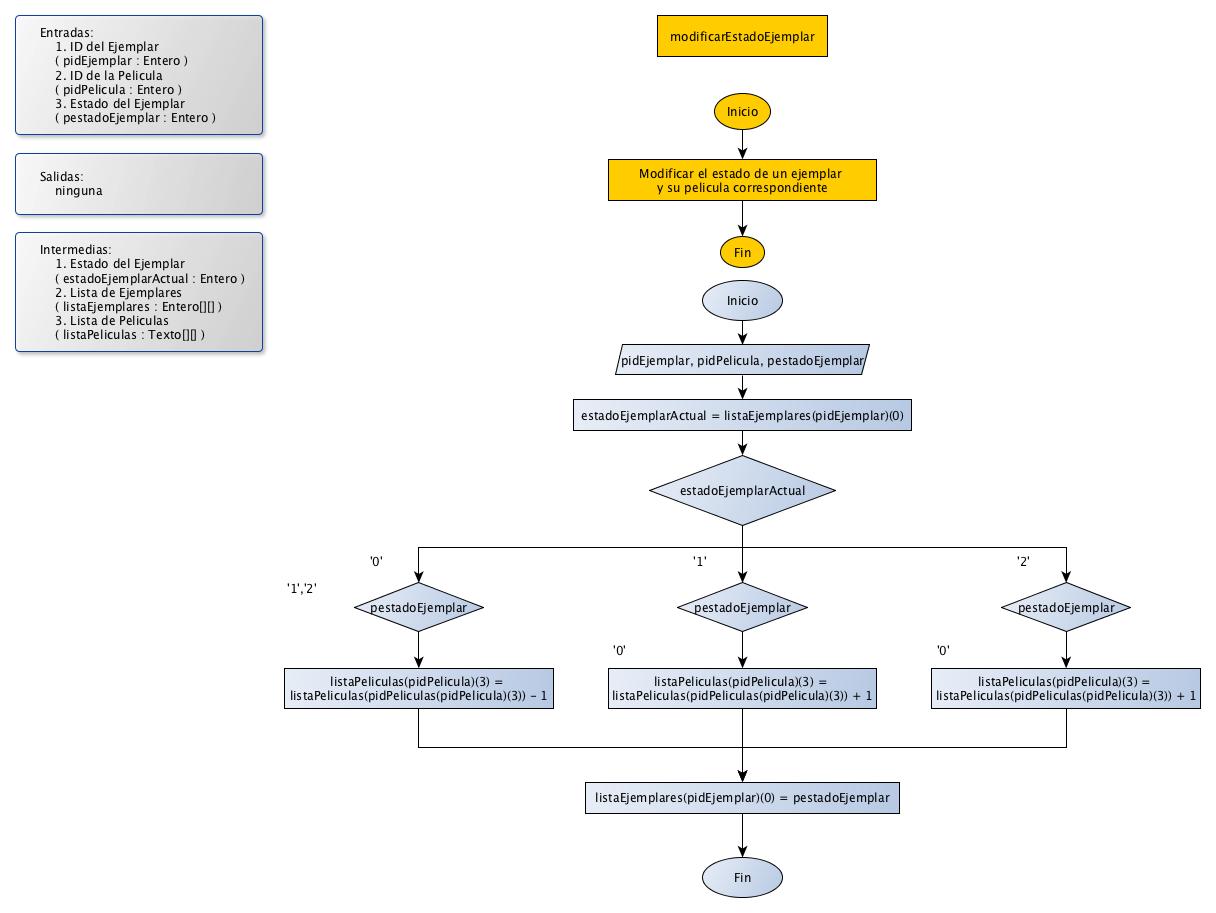 Entradas:
1. ID del Ejemplar
( pidEjemplar : Entero )
2. ID de la Pelicula
( pidPelicula : Entero )
3. Estado del Ejemplar
( pestadoEjemplar : Entero )
Salidas:
ninguna
Intermedias:
1. Estado del Ejemplar
( estadoEjemplarActual : Entero )
2. Lista de Ejemplares
( listaEjemplares : Entero[][] )
3. Lista de Peliculas
( listaPeliculas : Texto[][] )
modificarEstadoEjemplar
Inicio
Modificar el estado de un ejemplar
y su pelicula correspondiente
Fin
Inicio
pidEjemplar, pidPelicula, pestadoEjemplar
estadoEjemplarActual = listaEjemplares(pidEjemplar)(0)
estadoEjemplarActual
'0'
'1'
'2'
'1','2'
pestadoEjemplar
pestadoEjemplar
pestadoEjemplar
'0'
'0'
listaPeliculas(pidPelicula)(3) =
listaPeliculas(pidPeliculas(pidPelicula)(3)) - 1
listaPeliculas(pidPelicula)(3) =
listaPeliculas(pidPeliculas(pidPelicula)(3)) + 1
listaPeliculas(pidPelicula)(3) =
listaPeliculas(pidPeliculas(pidPelicula)(3)) + 1
listaEjemplares(pidEjemplar)(0) = pestadoEjemplar
Fin